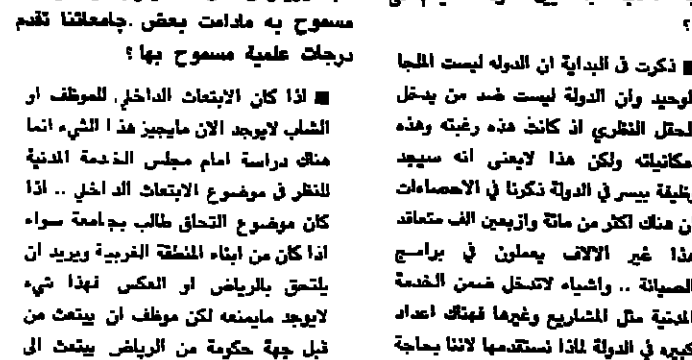 ؟
■ ذكرت في البداية ان الدوله ليست الملجا
الوحيد وان الدولة ليست ضد من يدخل
الحقل النظري اذ كانت هذه رغبته وهذه
مكانياته ولكن هذا لايعنى انه سيجد
وظيفة بيسر في الدولة ذكرنا في الاحصاءات
ان هناك اكثر من مائة واربعين الف متعاقد
هذا غير الالاف يعملون في برامج
الصيانة .. واشياء لاتدخل ضمن الخدمة
المدنية مثل المشاريع وغيرها فهناك اعداد
كبيره في الدولة لماذا نستقدمها لاننا بحاجة
مسموح به مادامت بعض جامعاتنا تقدم
درجات علمية مسموح بها ؟
■ اذا كان الابتعاث الداخلي للموظف او
الشاب لايوجد الان مايجيز هذا الشيء انما
هناك دراسة امام مجلس الخدمة المدنية
للنظر في موضوع الابتعاث الداخلي .. اذا
كان موضوع التحاق طالب بجامعة سواء
اذا كان من ابناء المنطقة الغربية ويريد ان
يلتحق بالرياض او العكس فهذا شيء
لايوجد مايمنعه لكن موظف ان يبتعث من
قبل جهة حكومة من الرياض يبتعث الى